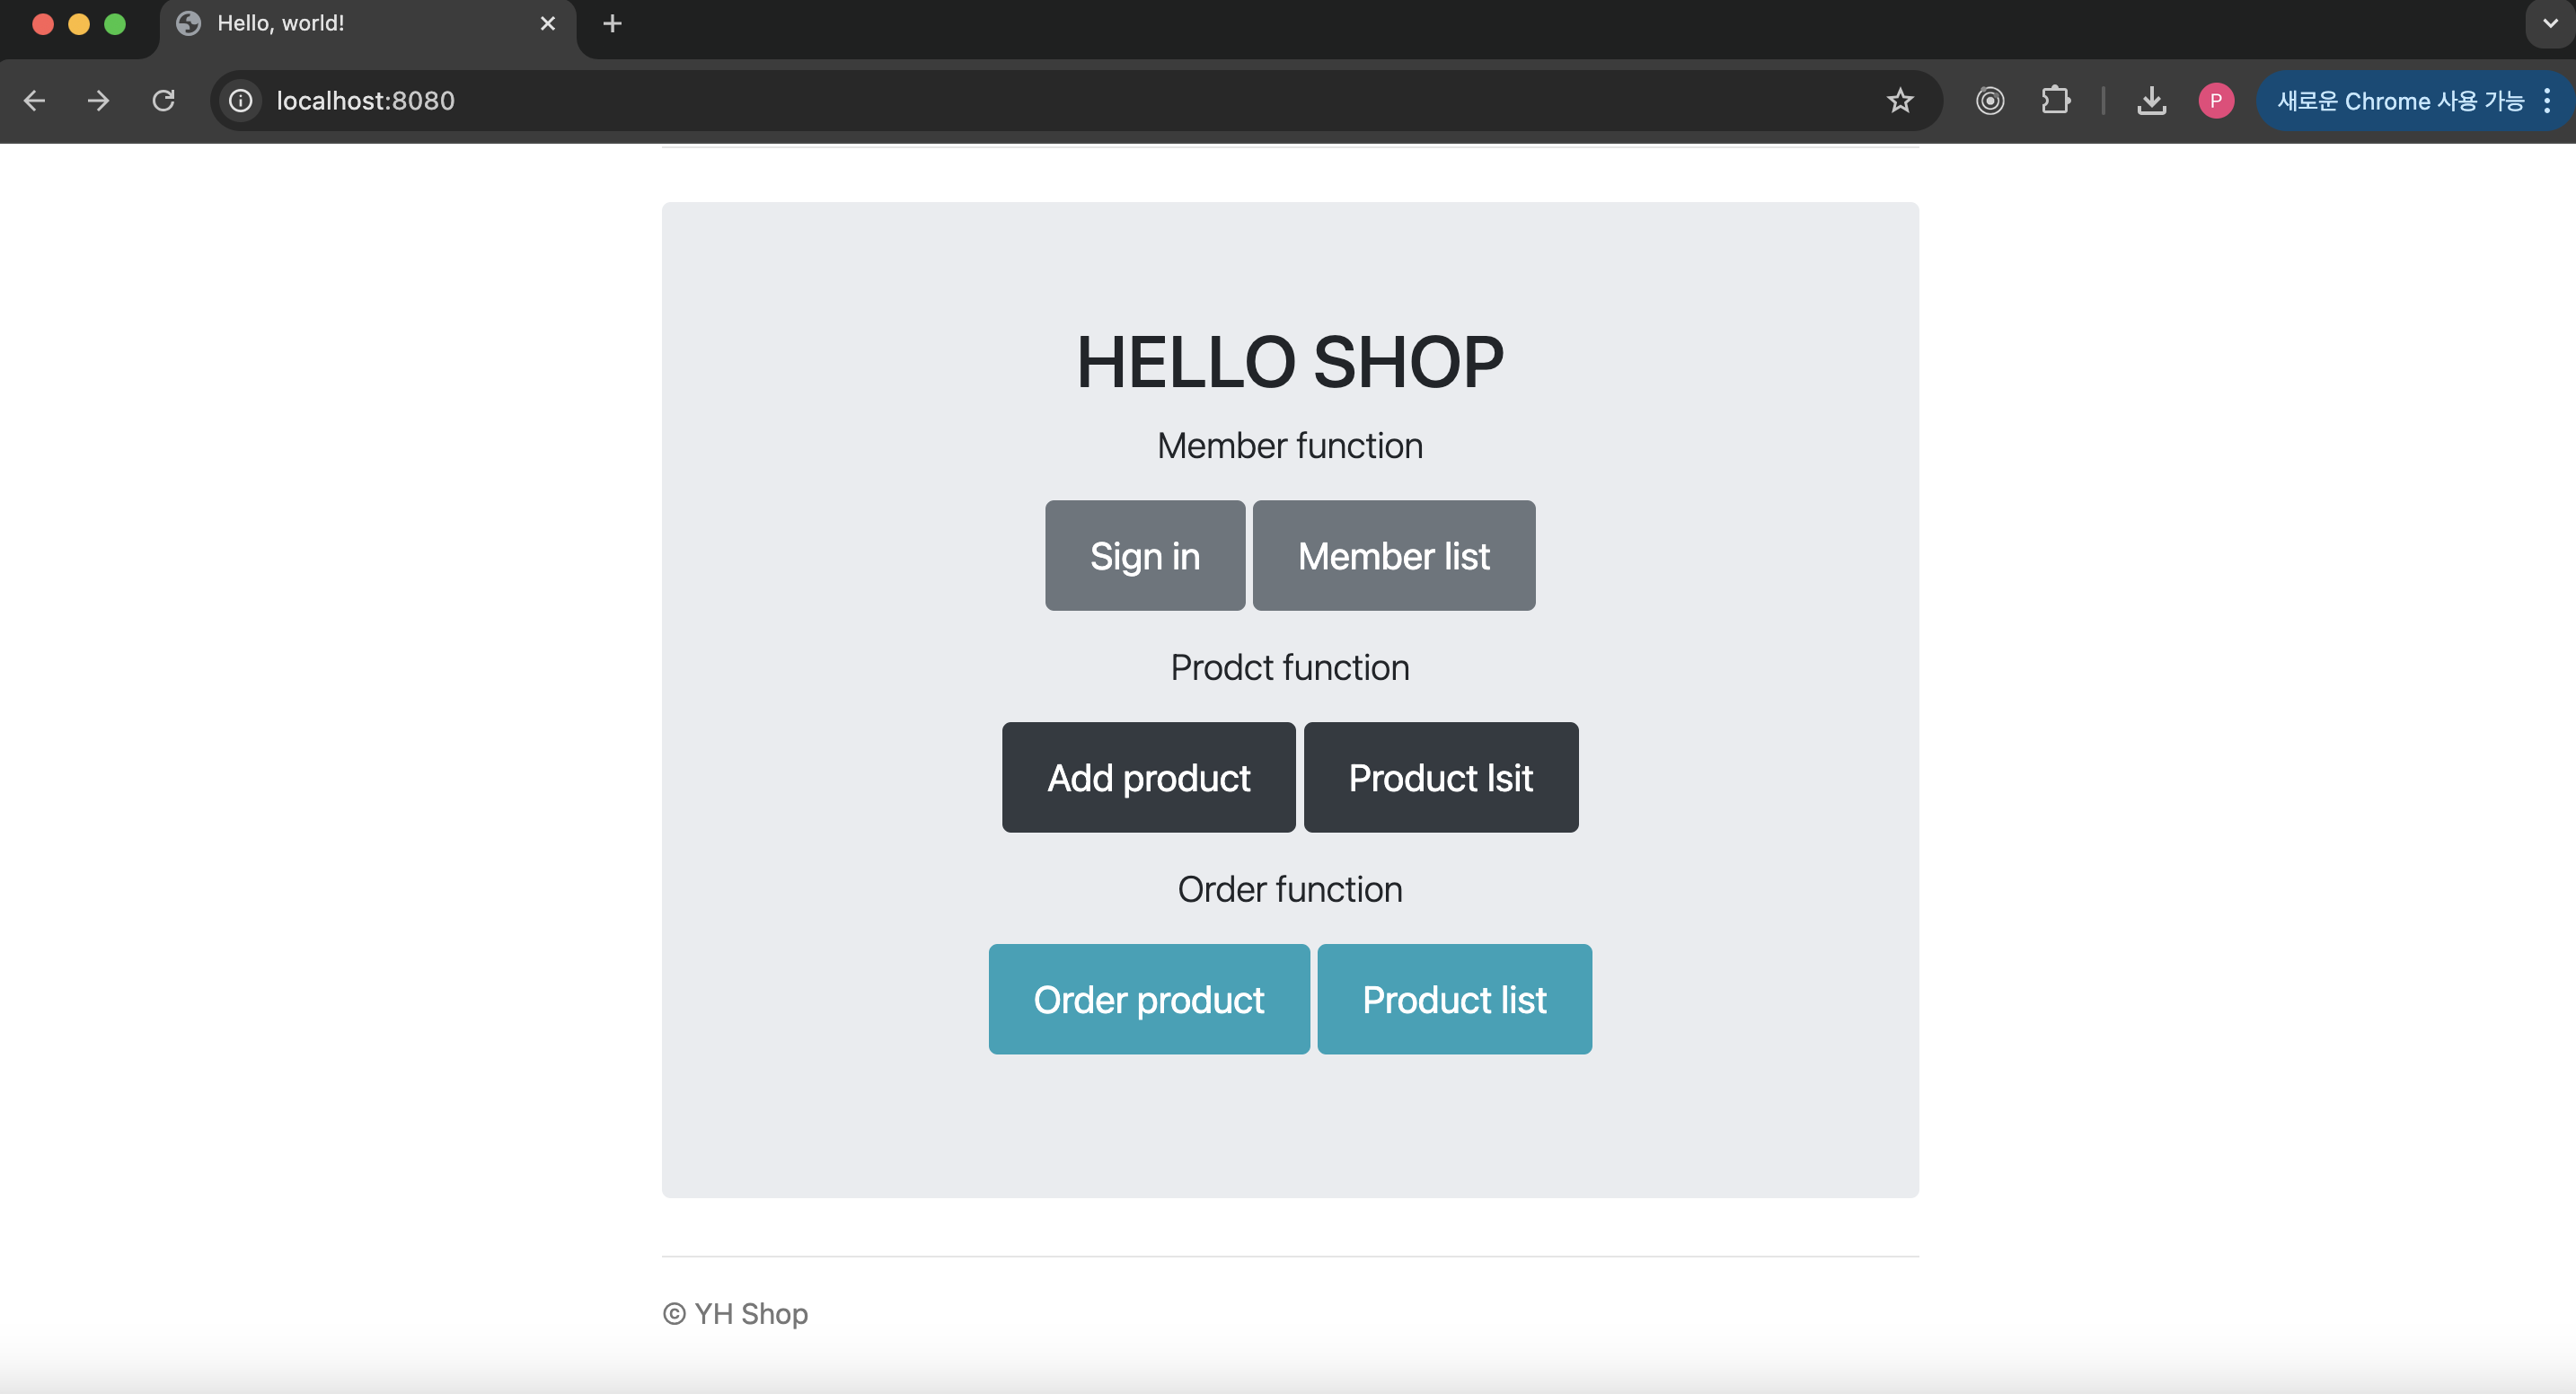 Hello, world!
localhost:8080
P
새로운 Chrome 사용 가능
HELLO SHOP
Member function
Sign in
Member list
Prodct function
Add product
Product lsit
Order function
Order product
Product list
© YH Shop